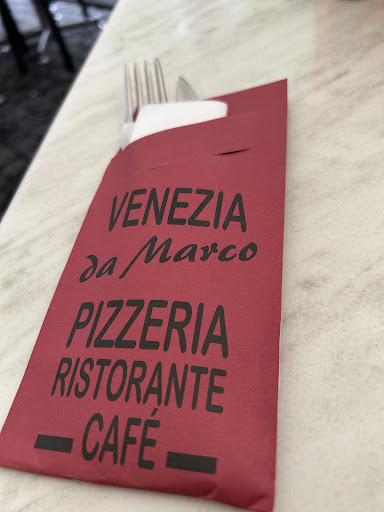 VENEZIA
da Marco
PIZZERIA
RISTORANTE
CAFÉ